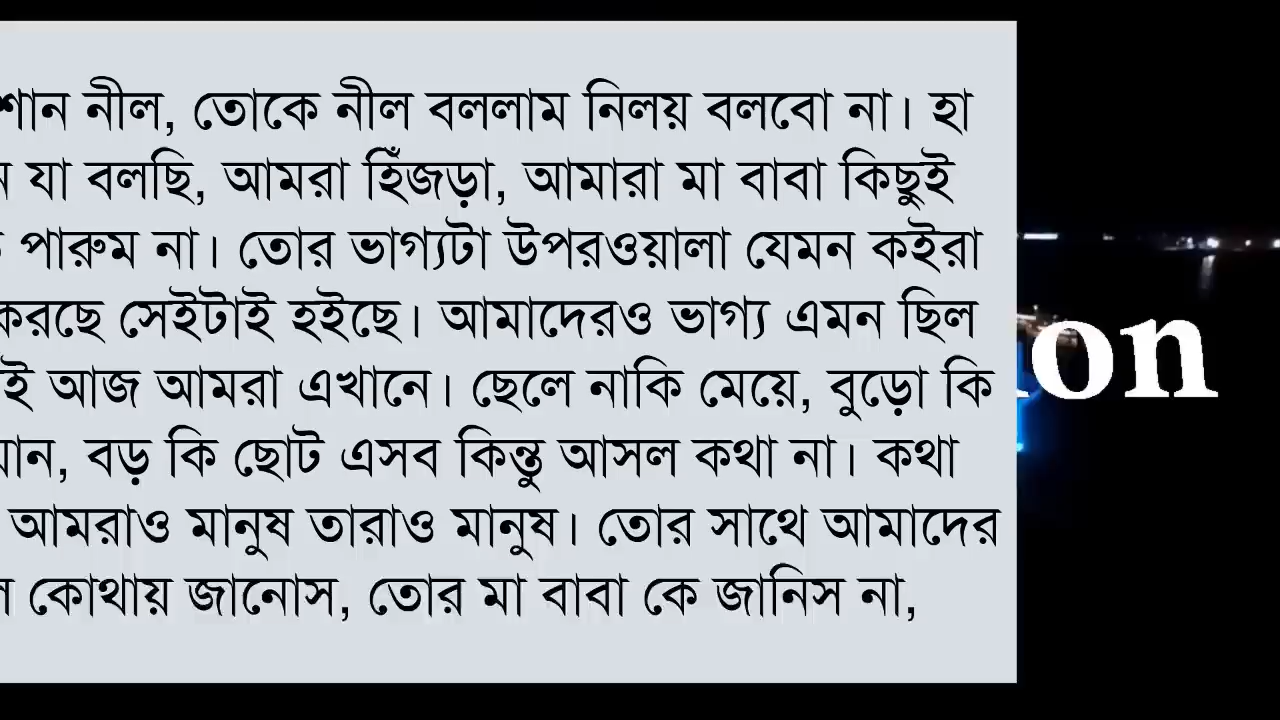 নীল, তোকে নীল বললাম নিলয় বলবো না। হা
যা বলছি, আমরা হিঁজড়া, আমারা মা বাবা কিছুই
পারুম না। তোর ভাগ্যটা উপরওয়ালা যেমন কইরা
করছে সেইটাই হইছে। আমাদেরও ভাগ্য এমন ছিল
আজ আমরা এখানে। ছেলে নাকি মেয়ে, বুড়ো কি
বড় কি ছোট এসব কিন্তু আসল কথা না। কথা
আমরাও মানুষ তারাও মানুষ। তোর সাথে আমাদের
কোথায় জানোস, তোর মা বাবা কে জানিস না,